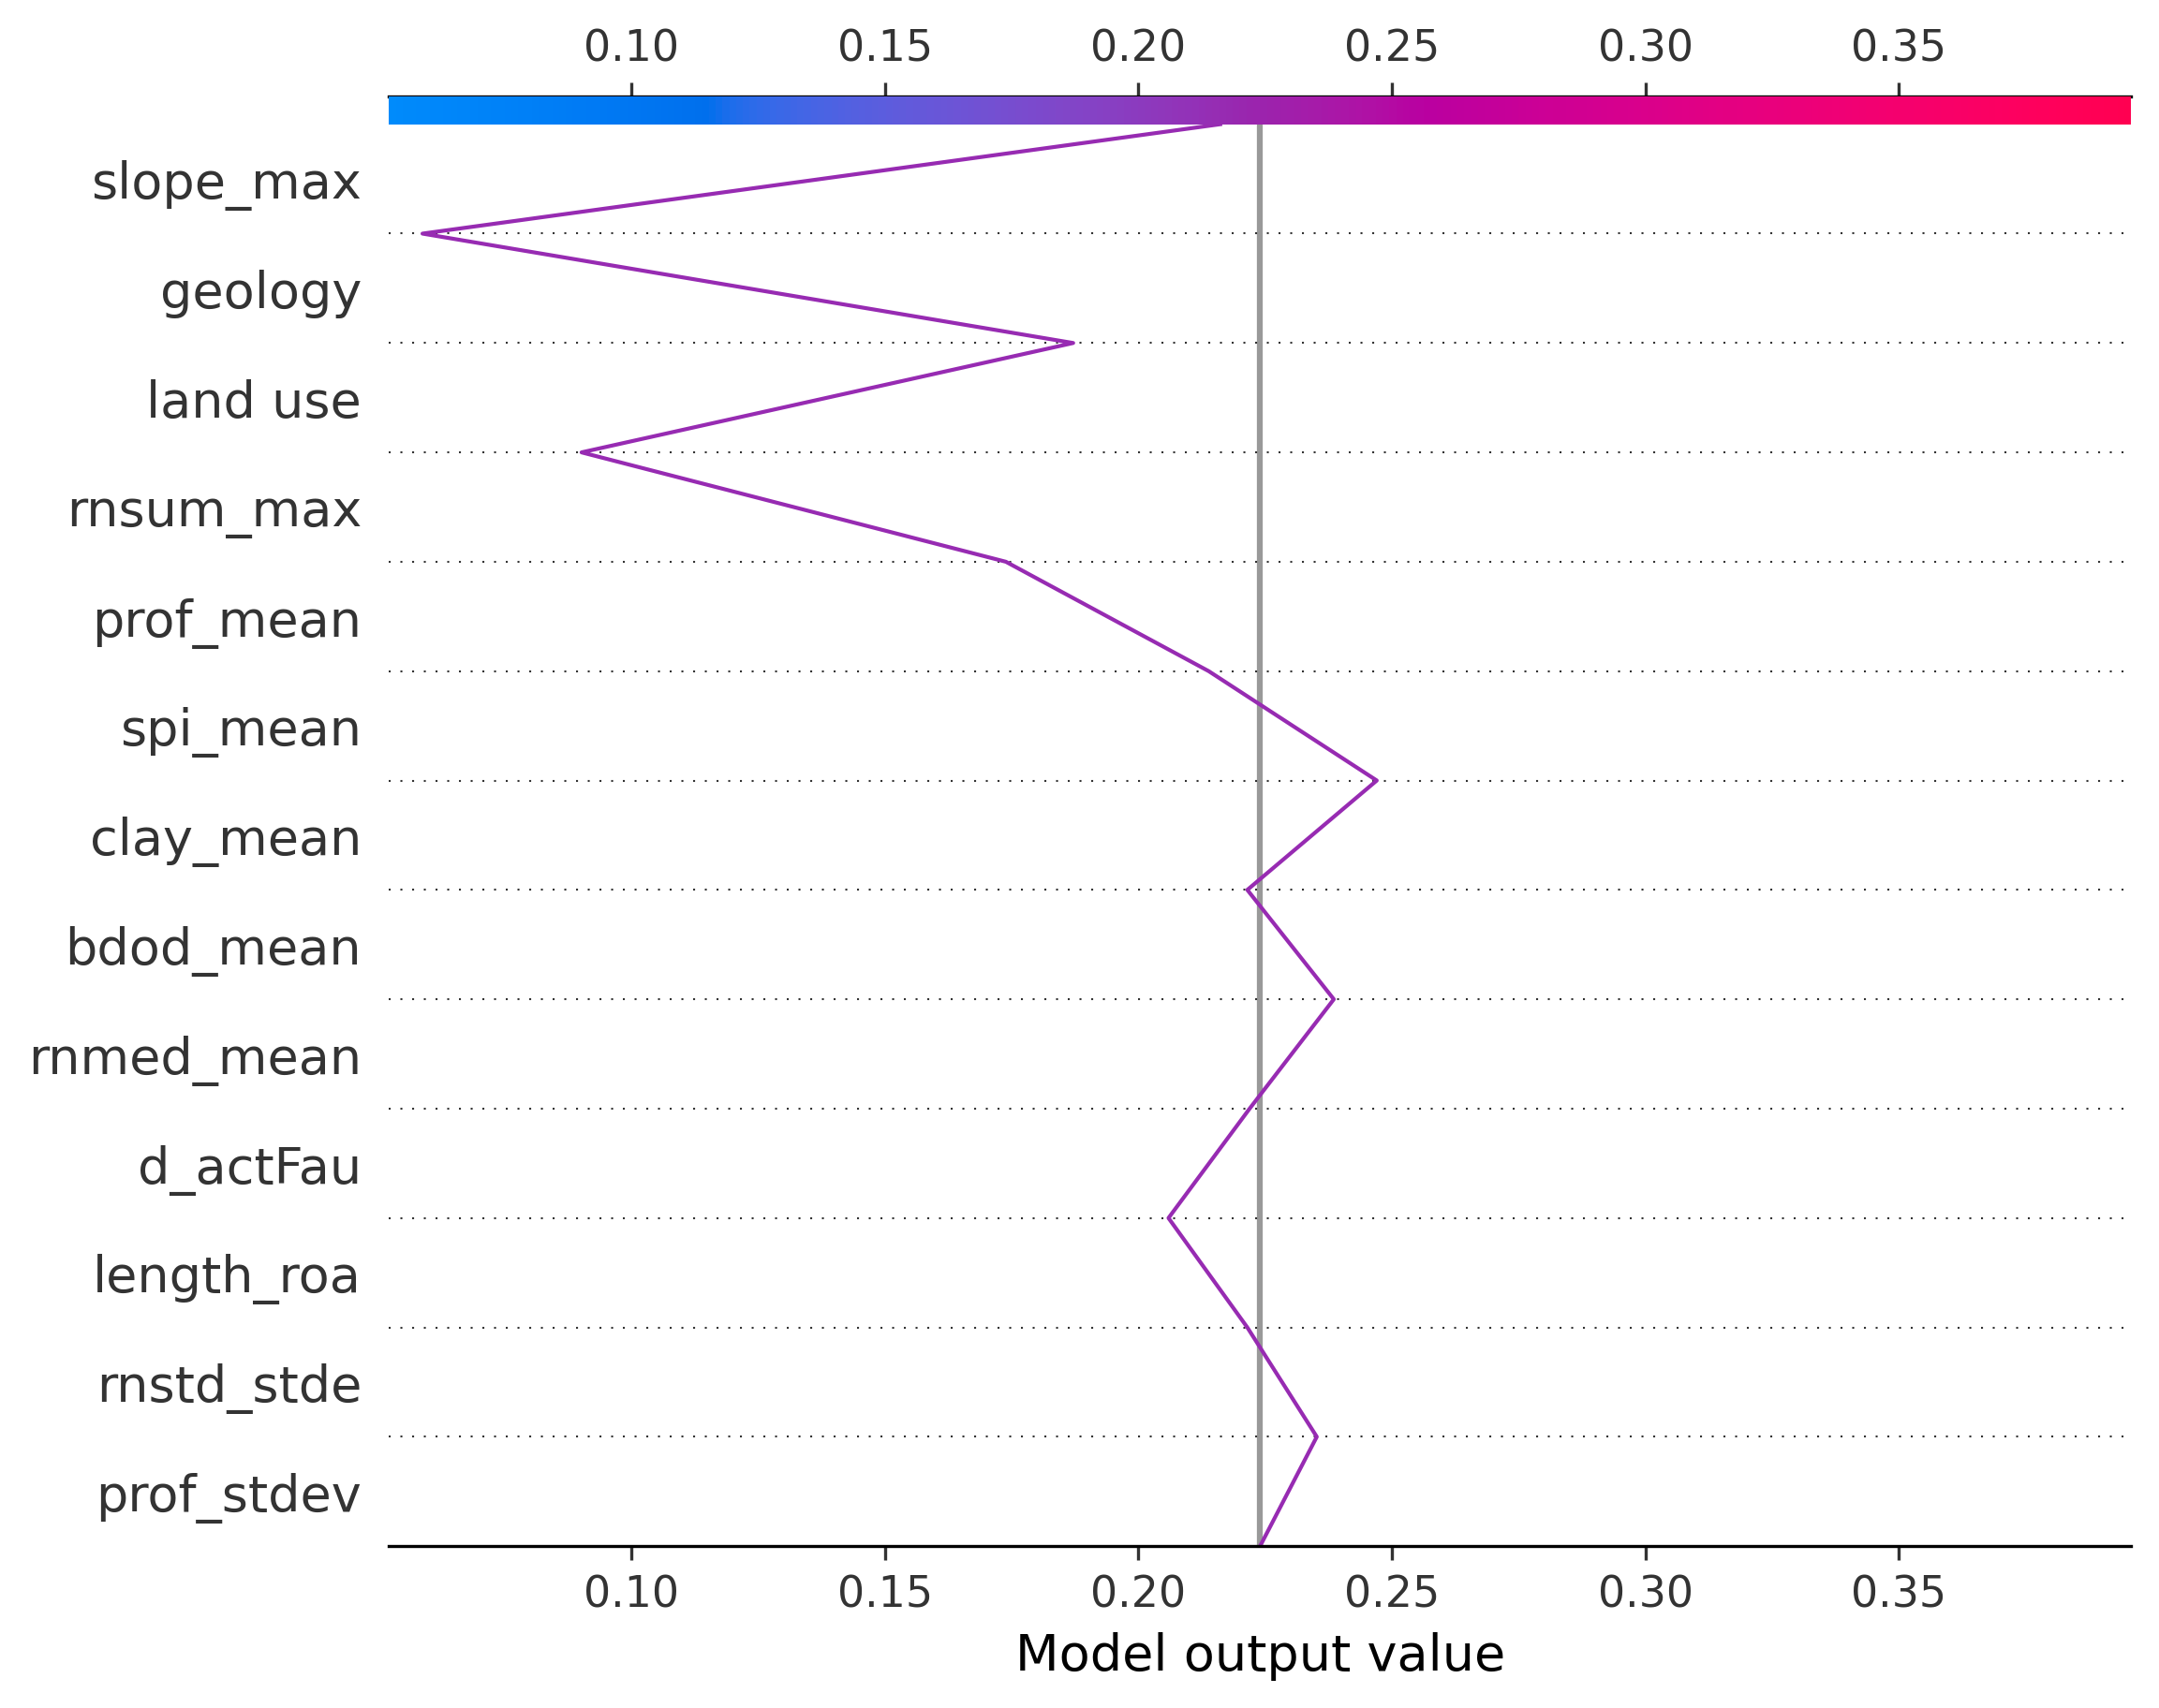 0.10 0.15 0.20 0.25 0.30 0.35
slope_max
geology
land use
rnsum_max
prof_mean
spi_mean
clay_mean
bdod_mean
rnmed_mean
d_actFau
length_roa
rnstd_stde
prof_stdev
0.10 0.15 0.20 0.25 0.30 0.35
Model output value